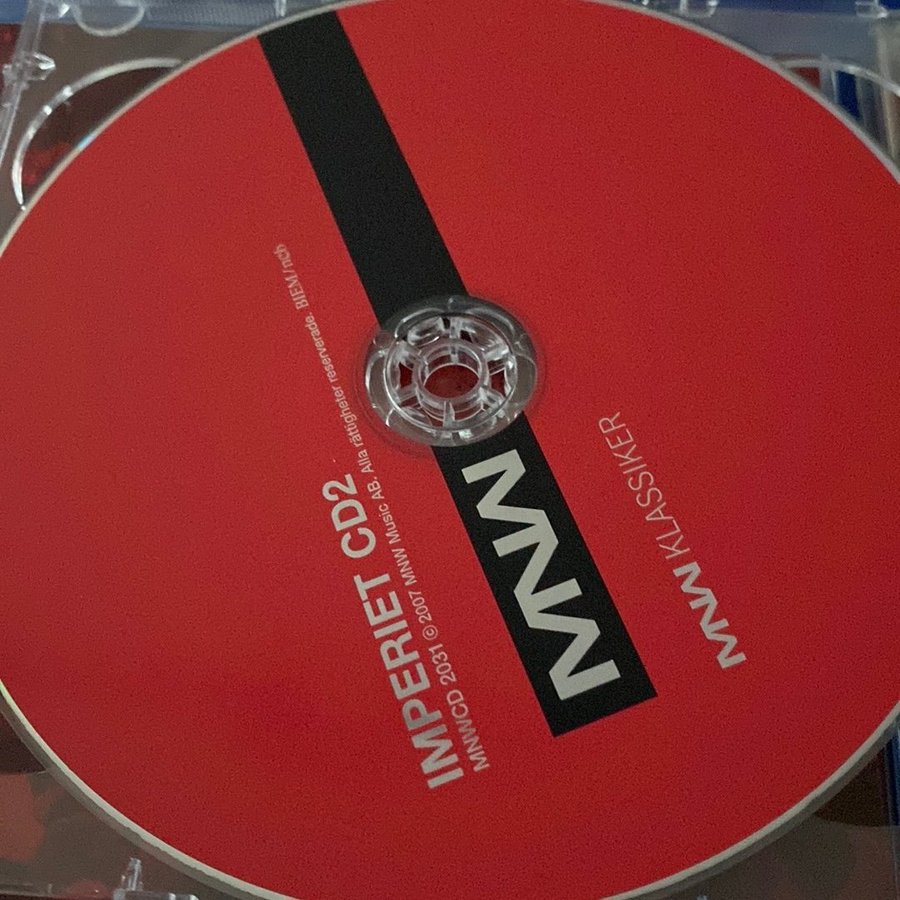 IMPERIET CD2
MNWCD 2031 ℗ © 2007 MNW Music AB. Alla rättigheter reserverade. BIEM / ncb
MNW
MNW KLASSIKER